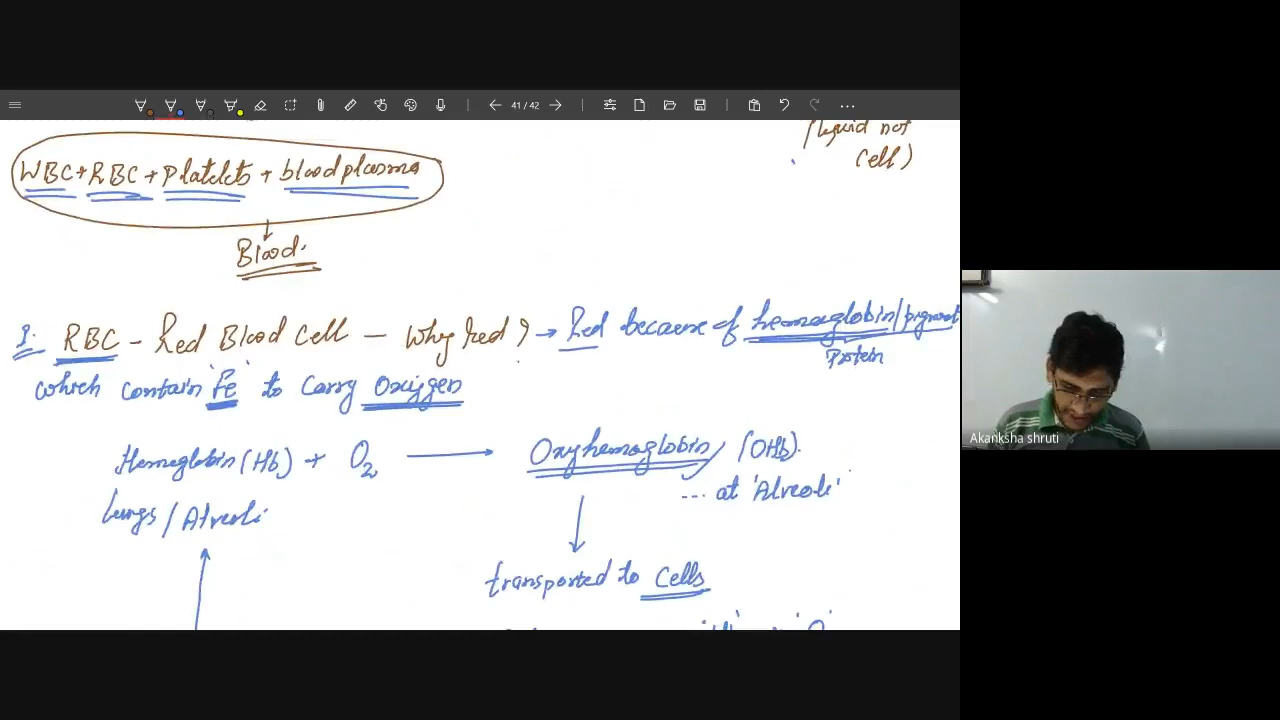 41 / 42
(liquid not
cell)
WBC + RBC + Platelets + blood plasma
Blood.
1. RBC - Red Blood Cell - Why Red? → Red because of hemoglobin / pigment
Protein
which contain 'Fe' to carry oxygen
Hemoglobin (Hb) + O2 → Oxyhemoglobin / (OHb).
Lungs / Alveoli
... at 'Alveoli'
transported to cells
Akanksha shruti